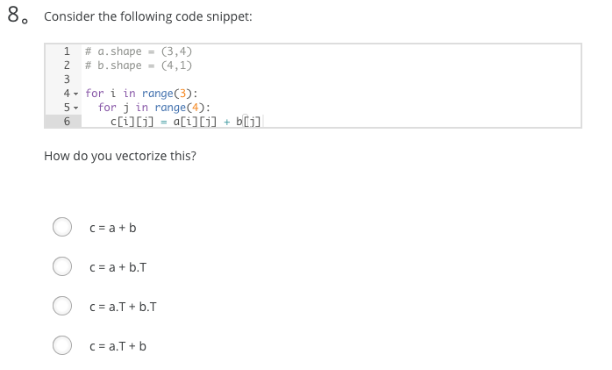 8. Consider the following code snippet:
1 # a.shape = (3,4)
2 # b.shape = (4,1)
3
4 for i in range(3):
5 for j in range(4):
6 c[i][j] = a[i][j] + b[j]
How do you vectorize this?
c = a + b
c = a + b.T
c = a.T + b.T
c = a.T + b